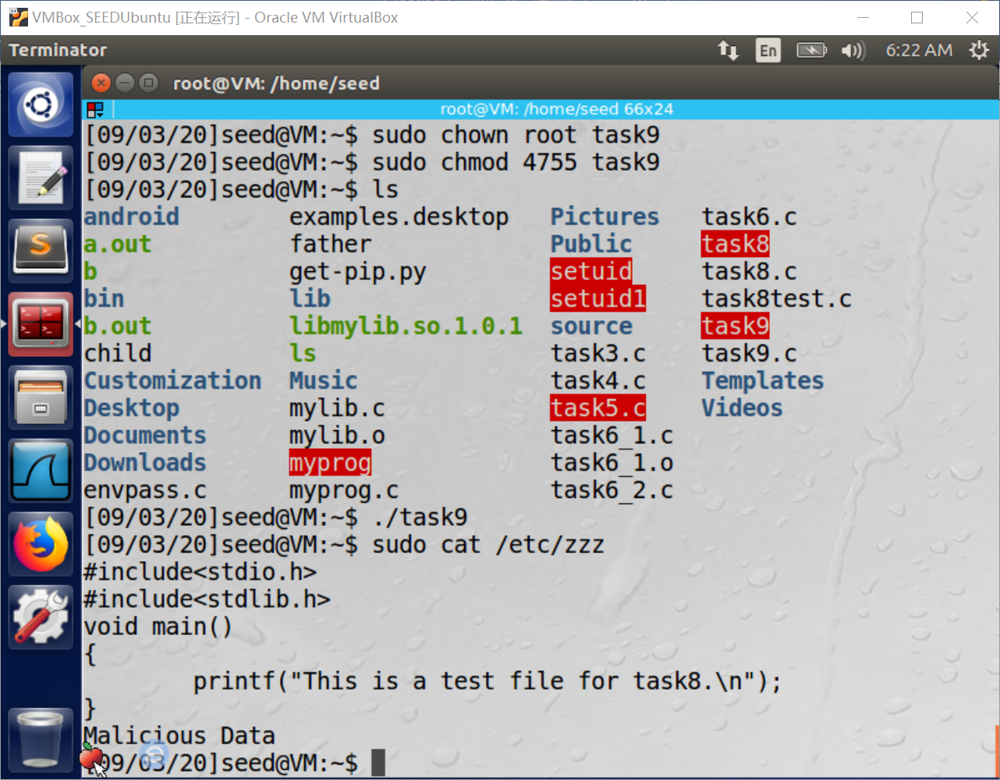 VMBox_SEEDUbuntu [正在运行] - Oracle VM VirtualBox
Terminator En 6:22 AM
root@VM: /home/seed
root@VM: /home/seed 66x24
[09/03/20]seed@VM:~$ sudo chown root task9
[09/03/20]seed@VM:~$ sudo chmod 4755 task9
[09/03/20]seed@VM:~$ ls
android examples.desktop Pictures task6.c
a.out father Public task8
b get-pip.py setuid task8.c
bin lib setuid1 task8test.c
b.out libmylib.so.1.0.1 source task9
child ls task3.c task9.c
Customization Music task4.c Templates
Desktop mylib.c task5.c Videos
Documents mylib.o task6_1.c
Downloads myprog task6_1.o
envpass.c myprog.c task6_2.c
[09/03/20]seed@VM:~$ ./task9
[09/03/20]seed@VM:~$ sudo cat /etc/zzz
#include<stdio.h>
#include<stdlib.h>
void main()
{
printf("This is a test file for task8.\n");
}
Malicious Data
[09/03/20]seed@VM:~$